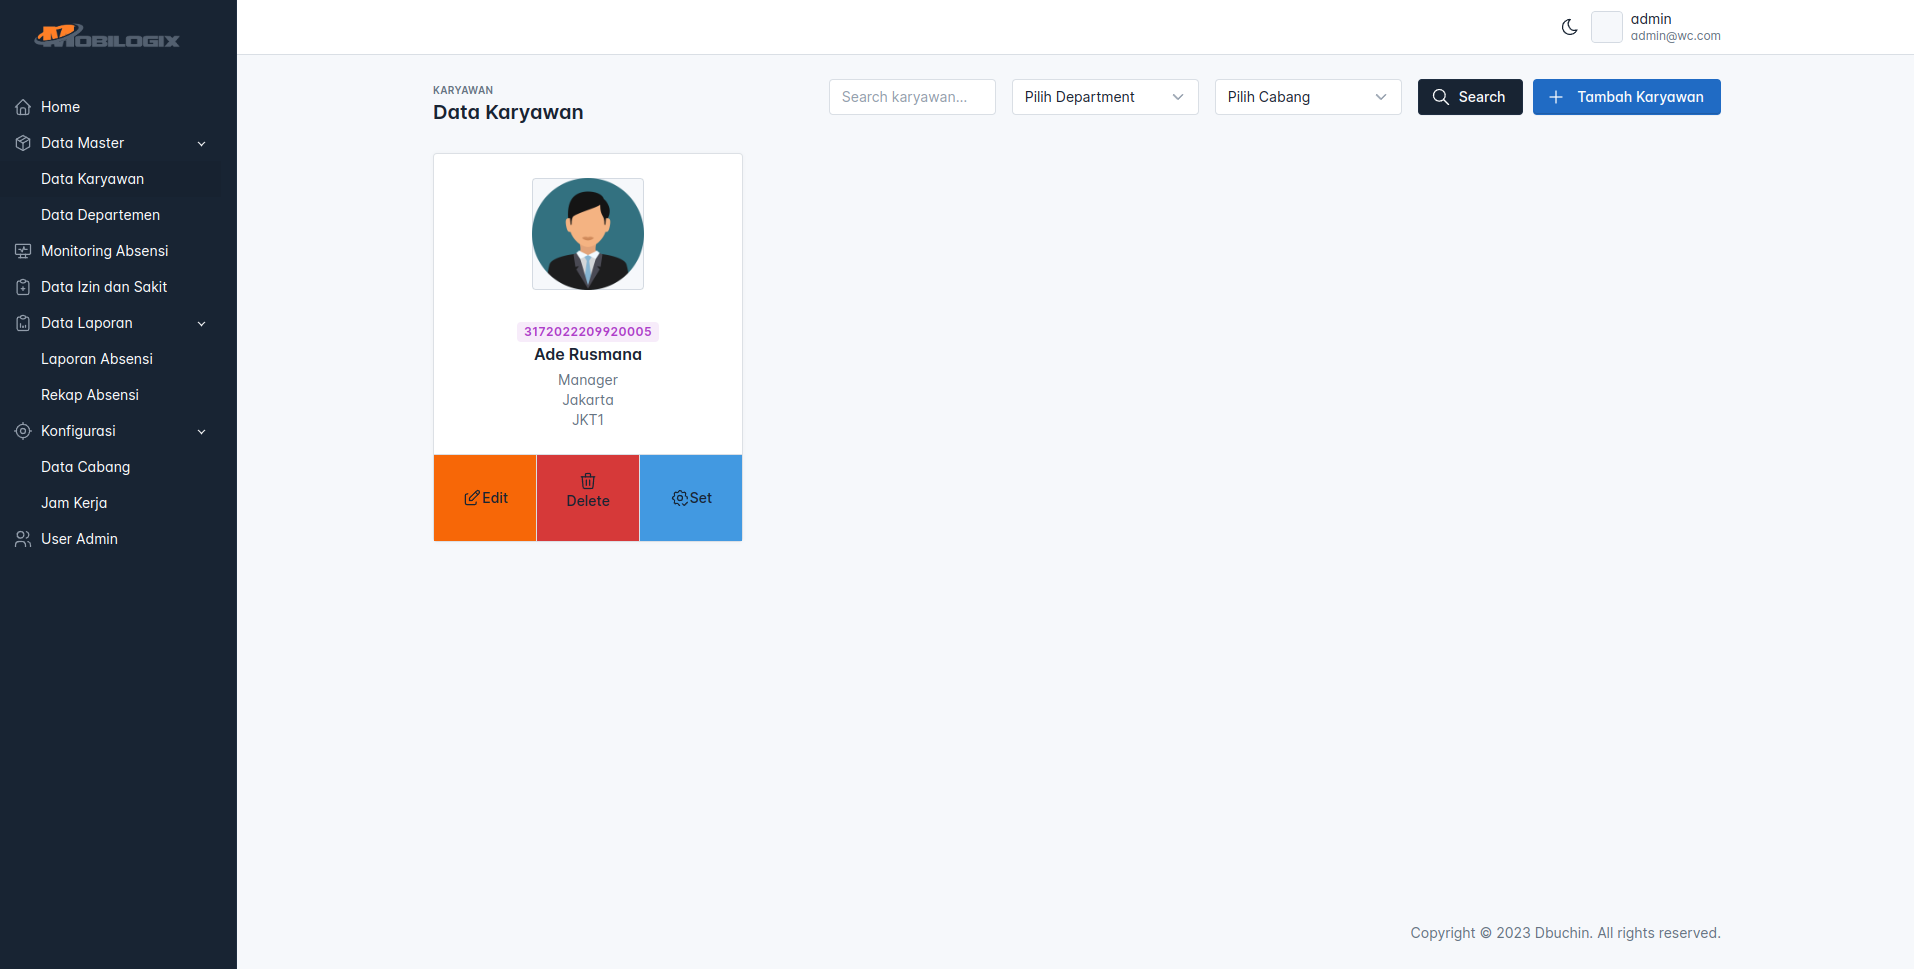 MOBILOGIX
Home
Data Master
Data Karyawan
Data Departemen
Monitoring Absensi
Data Izin dan Sakit
Data Laporan
Laporan Absensi
Rekap Absensi
Konfigurasi
Data Cabang
Jam Kerja
User Admin
admin
admin@wc.com
KARYAWAN
Data Karyawan
Search karyawan...
Pilih Department
Pilih Cabang
Search
Tambah Karyawan
3172022209920005
Ade Rusmana
Manager
Jakarta
JKT1
Edit
Delete
Set
Copyright © 2023 Dbuchin. All rights reserved.